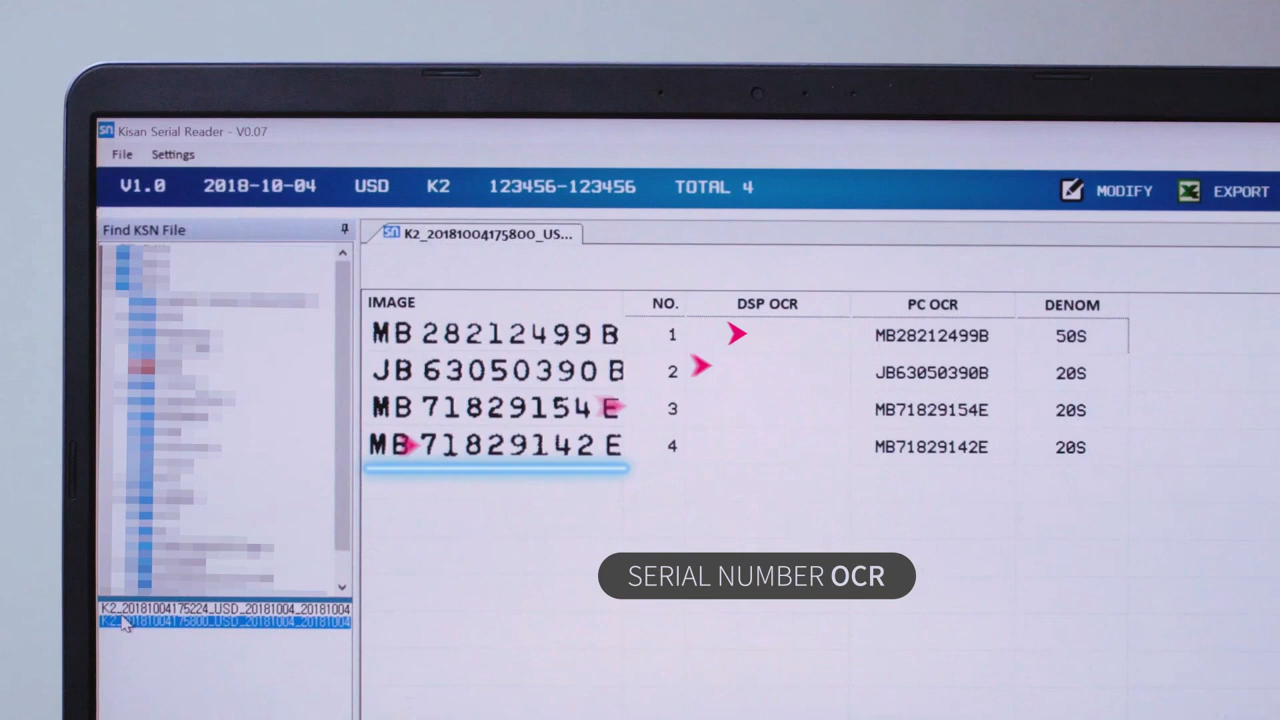 Kisan Serial Reader - V0.07
File Settings
V1.0 2018-10-04 USD K2 123456-123456 TOTAL 4 MODIFY EXPORT
Find KSN File
K2_20181004175800_US...
IMAGE NO. DSP OCR PC OCR DENOM
MB 28212499 B 1 MB28212499B 50S
JB 63050390 B 2 JB63050390B 20S
MB 71829154 E 3 MB71829154E 20S
MB 71829142 E 4 MB71829142E 20S
SERIAL NUMBER OCR
K2_20181004175224_USD_20181004_20181004
K2_20181004175800_USD_20181004_20181004